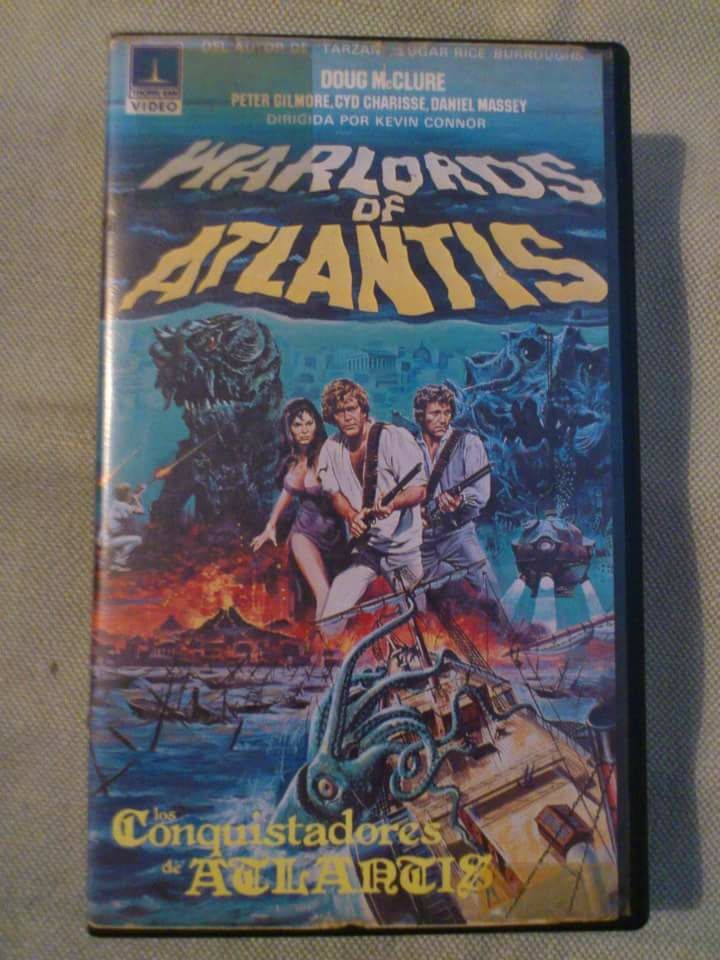 DEL AUTOR DE "TARZAN", EDGAR RICE BURROUGHS
THORN EMI
VIDEO
DOUG McCLURE
PETER GILMORE, CYD CHARISSE, DANIEL MASSEY
DIRIGIDA POR KEVIN CONNOR
WARLORDS
OF
ATLANTIS
los
Conquistadores
de ATLANTIS